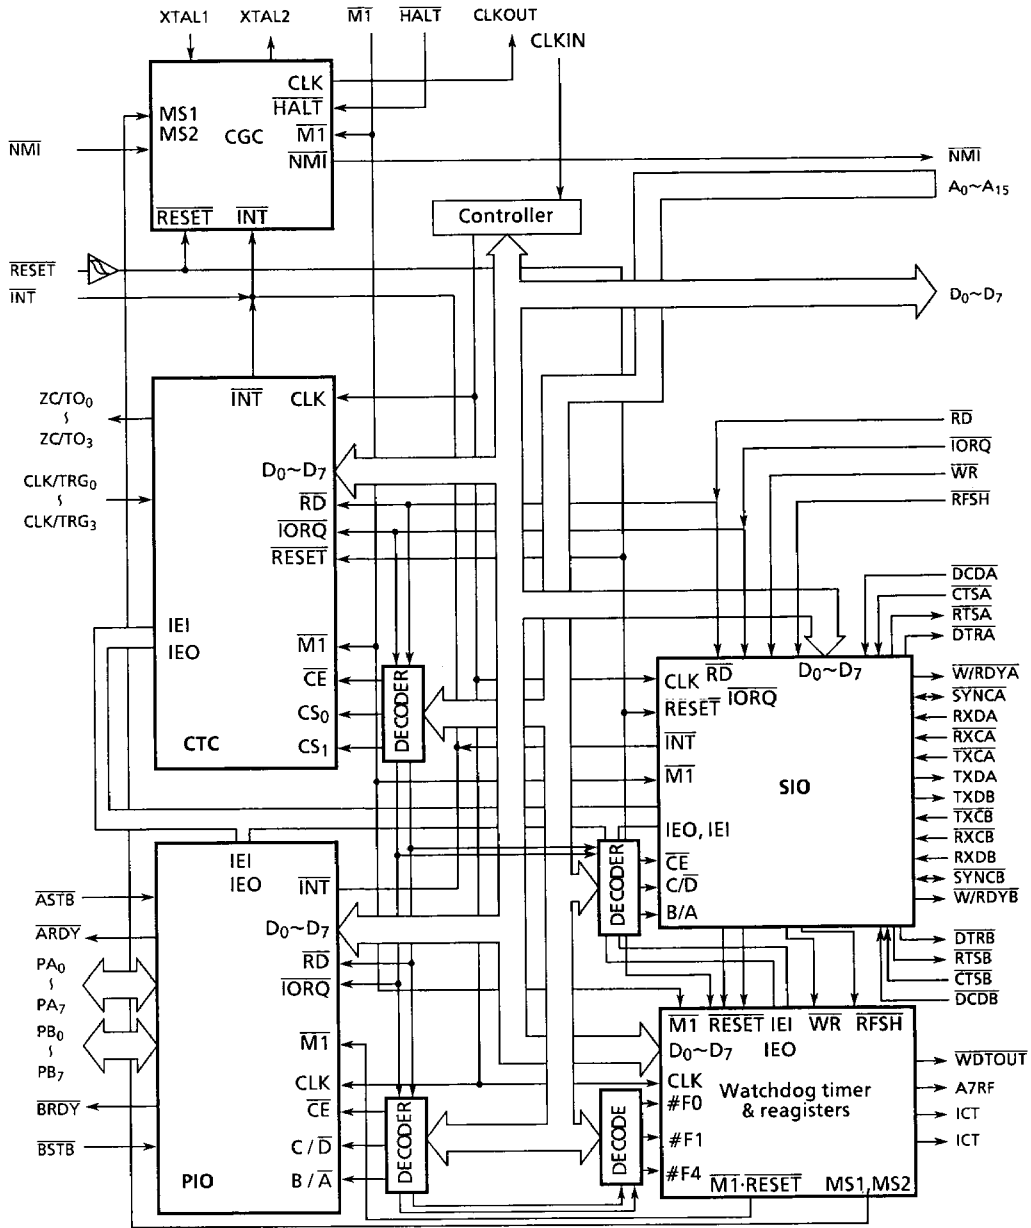 XTAL1 XTAL2 M1 HALT CLKOUT
CLKIN
CLK
HALT
MS1
MS2
CGC
M1
NMI
NMI
NMI
A0~A15
RESET INT
Controller
RESET
INT
D0~D7
INT CLK
ZC/TO0
~
ZC/TO3
D0~D7
CLK/TRG0
~
CLK/TRG3
RD
IORQ
RESET
RD
IORQ
WR
RFSH
IEI
IEO
M1
CE
CS0
CS1
CTC
DECODER
DCDA
CTSA
RTSA
DTRA
CLK
RD
IORQ
D0~D7
RESET
INT
M1
SIO
IEO, IEI
CE
C/D
B/A
DECODER
W/RDYA
SYNCA
RXDA
RXCA
TXCA
TXDA
TXDB
TXCB
RXCB
RXDB
SYNCB
W/RDYB
DTRB
RTSB
CTSB
DCDB
IEI
IEO
INT
D0~D7
RD
IORQ
M1
CLK
CE
C/D
B/A
PIO
DECODER
ASTB
ARDY
PA0
~
PA7
PB0
~
PB7
BRDY
BSTB
DECODE
M1 RESET IEI WR RFSH
D0~D7 IEO
CLK
#F0
#F1
#F4
Watchdog timer
& reagisters
M1·RESET MS1,MS2
WDTOUT
A7RF
ICT
ICT